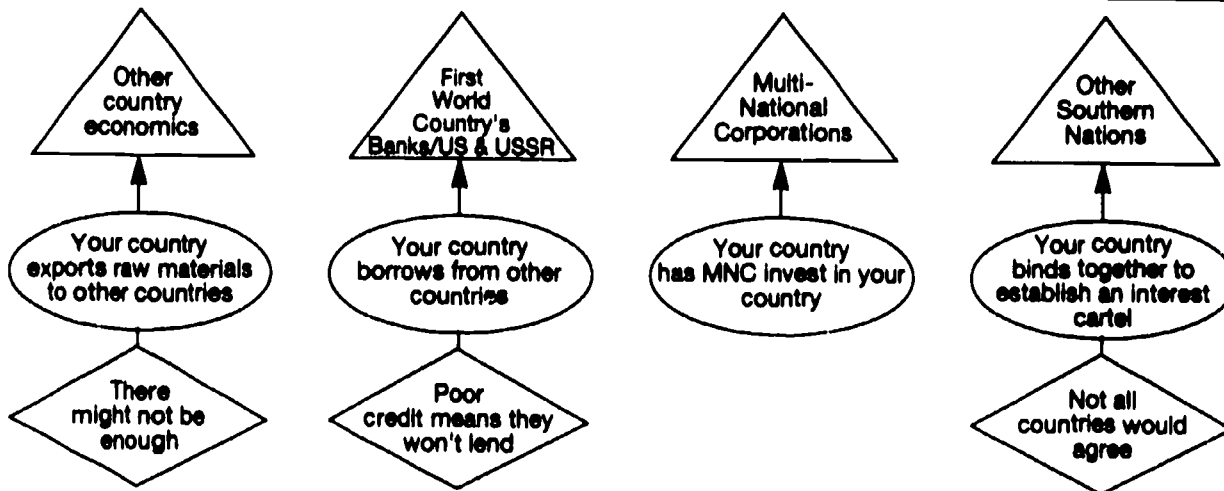 Other
country
economics
First
World
Country's
Banks/US & USSR
Multi-
National
Corporations
Other
Southern
Nations
Your country
exports raw materials
to other countries
Your country
borrows from other
countries
Your country
has MNC invest in your
country
Your country
binds together to
establish an interest
cartel
There
might not be
enough
Poor
credit means they
won't lend
Not all
countries would
agree